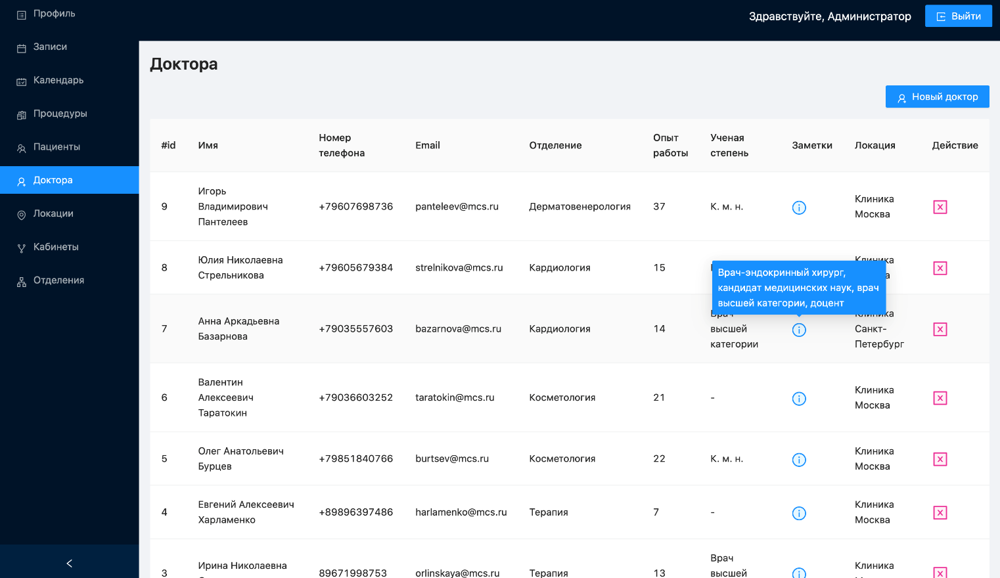 Профиль
Записи
Календарь
Процедуры
Пациенты
Доктора
Локации
Кабинеты
Отделения
Здравствуйте, Администратор
Выйти
Доктора
Новый доктор
#id
Имя
Номер
телефона
Email
Отделение
Опыт
работы
Ученая
степень
Заметки
Локация
Действие
9
Игорь
Владимирович
Пантелеев
+79607698736
panteleev@mcs.ru
Дерматовенерология
37
К. м. н.
Клиника
Москва
8
Юлия Николаевна
Стрельникова
+79605679384
strelnikova@mcs.ru
Кардиология
15
Клиника
Врач-эндокринный хирург,
кандидат медицинских наук, врач
высшей категории, доцент
7
Анна Аркадьевна
Базарнова
+79035557603
bazarnova@mcs.ru
Кардиология
14
Врач
высшей
категории
Клиника
Санкт-
Петербург
6
Валентин
Алексеевич
Таратокин
+79036603252
taratokin@mcs.ru
Косметология
21
-
Клиника
Москва
5
Олег Анатольевич
Бурцев
+79851840766
burtsev@mcs.ru
Косметология
22
К. м. н.
Клиника
Москва
4
Евгений Алексеевич
Харламенко
+89896397486
harlamenko@mcs.ru
Терапия
7
-
Клиника
Москва
3
Ирина Николаевна
89671998753
orlinskaya@mcs.ru
Терапия
13
Врач
высшей
Клиника